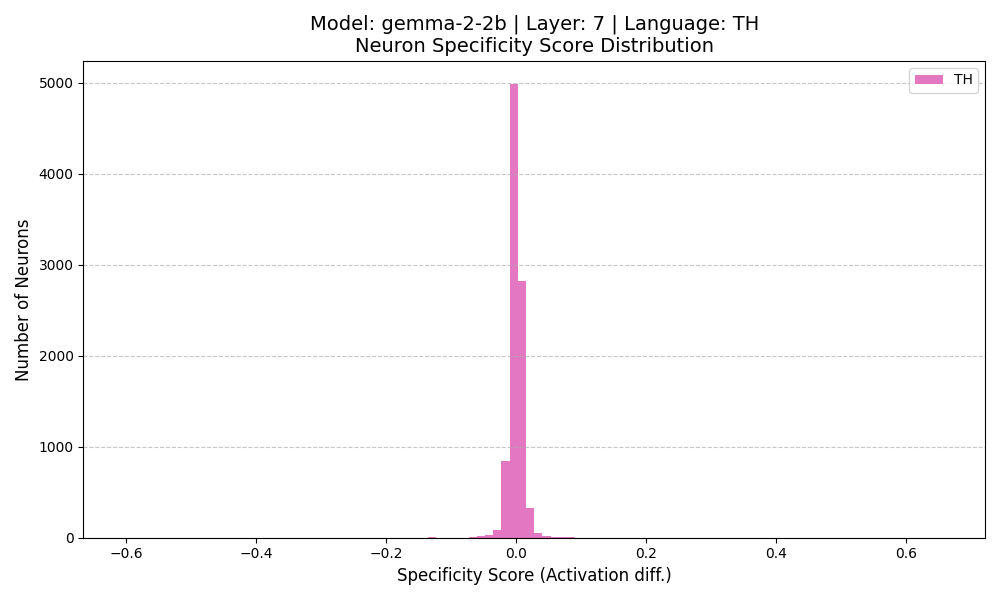 Model: gemma-2-2b | Layer: 7 | Language: TH
Neuron Specificity Score Distribution
TH
Number of Neurons
5000
4000
3000
2000
1000
0
−0.6 −0.4 −0.2 0.0 0.2 0.4 0.6
Specificity Score (Activation diff.)